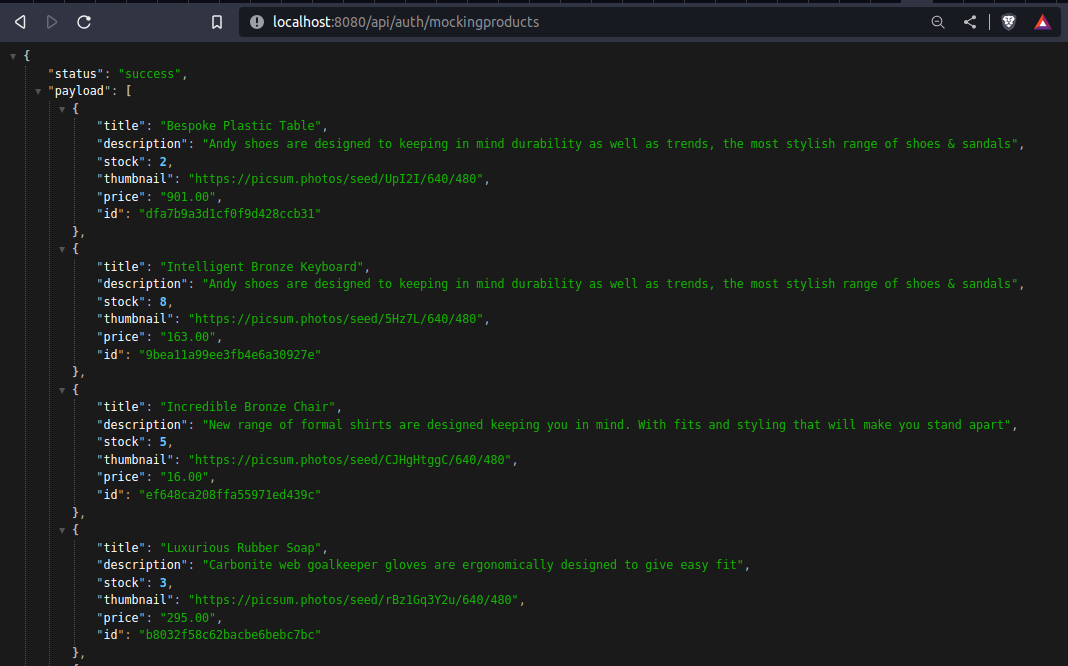 localhost:8080/api/auth/mockingproducts
{
"status": "success",
"payload": [
{
"title": "Bespoke Plastic Table",
"description": "Andy shoes are designed to keeping in mind durability as well as trends, the most stylish range of shoes & sandals",
"stock": 2,
"thumbnail": "https://picsum.photos/seed/UpI2I/640/480",
"price": "901.00",
"id": "dfa7b9a3d1cf0f9d428ccb31"
},
{
"title": "Intelligent Bronze Keyboard",
"description": "Andy shoes are designed to keeping in mind durability as well as trends, the most stylish range of shoes & sandals",
"stock": 8,
"thumbnail": "https://picsum.photos/seed/5Hz7L/640/480",
"price": "163.00",
"id": "9bea11a99ee3fb4e6a30927e"
},
{
"title": "Incredible Bronze Chair",
"description": "New range of formal shirts are designed keeping you in mind. With fits and styling that will make you stand apart",
"stock": 5,
"thumbnail": "https://picsum.photos/seed/CJHgHtggC/640/480",
"price": "16.00",
"id": "ef648ca208ffa55971ed439c"
},
{
"title": "Luxurious Rubber Soap",
"description": "Carbonite web goalkeeper gloves are ergonomically designed to give easy fit",
"stock": 3,
"thumbnail": "https://picsum.photos/seed/rBz1Gq3Y2u/640/480",
"price": "295.00",
"id": "b8032f58c62bacbe6bebc7bc"
},